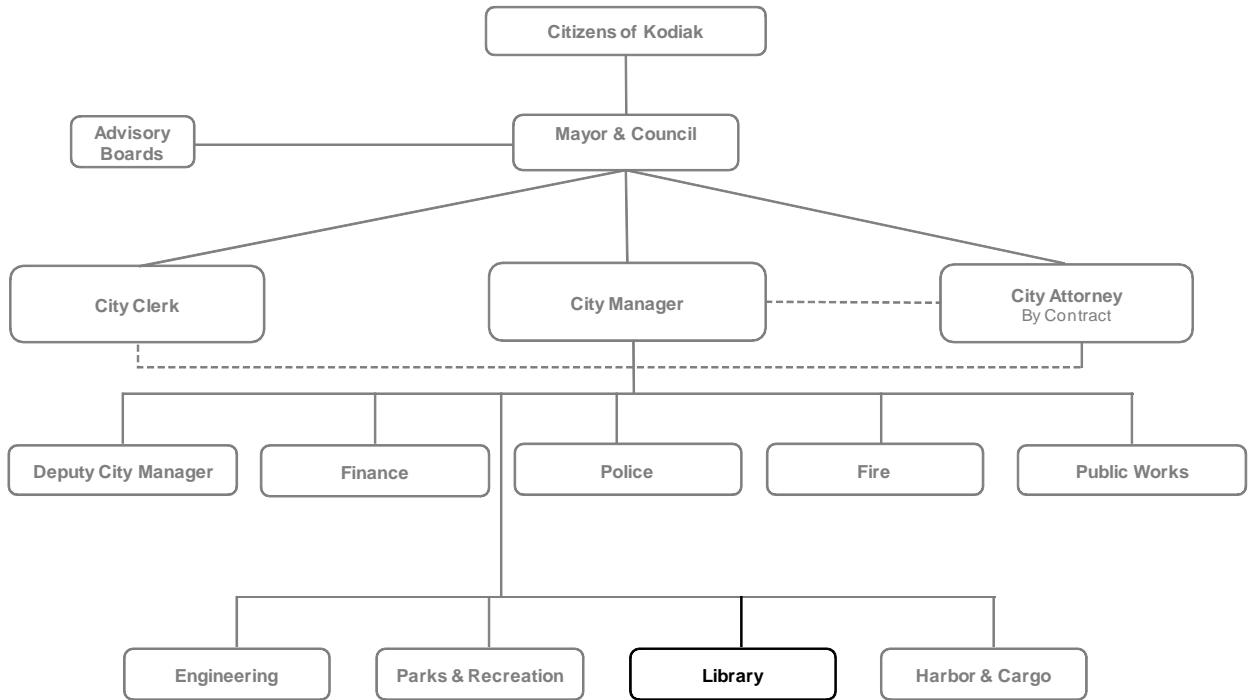 Citizens of Kodiak
Advisory
Boards
Mayor & Council
City Clerk
City Manager
City Attorney
By Contract
Deputy City Manager
Finance
Police
Fire
Public Works
Engineering
Parks & Recreation
Library
Harbor & Cargo